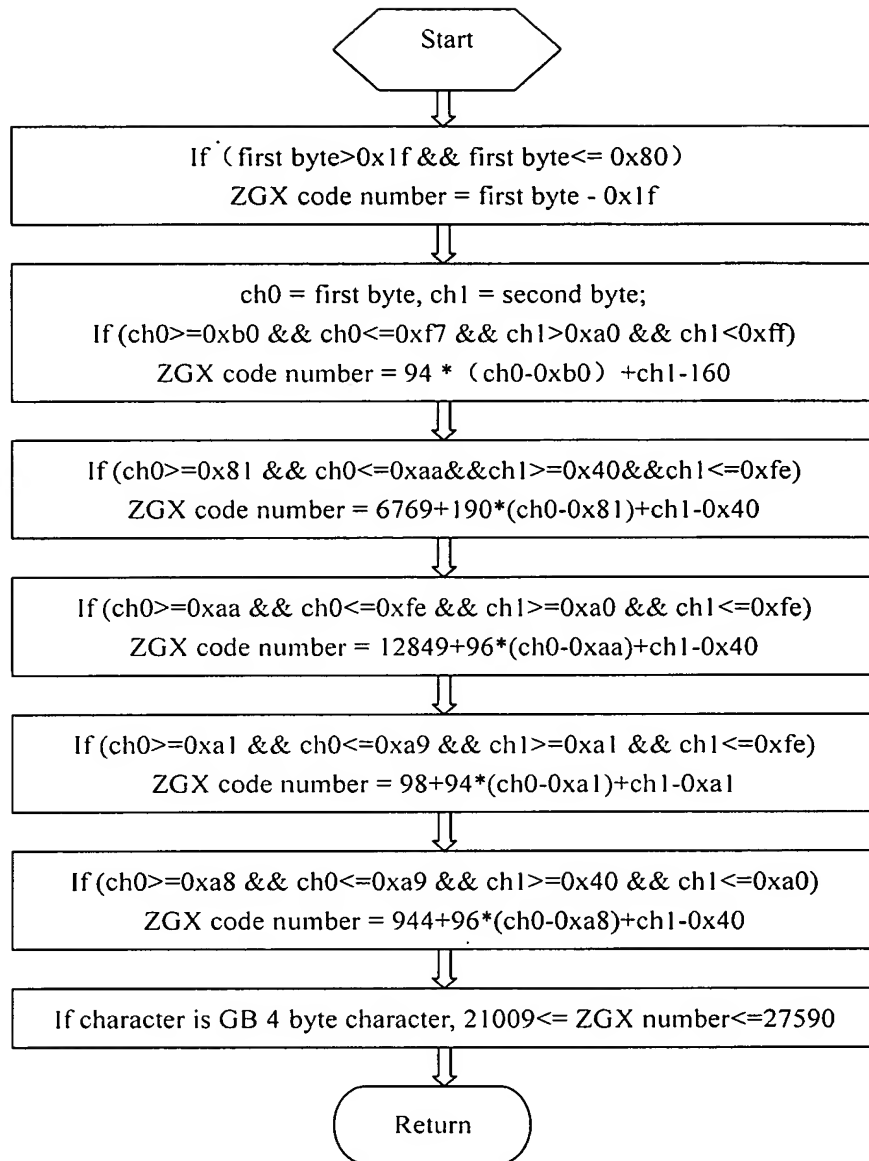 Start
If （first byte>0x1f && first byte<= 0x80）
ZGX code number = first byte - 0x1f
ch0 = first byte, ch1 = second byte;
If (ch0>=0xb0 && ch0<=0xf7 && ch1>0xa0 && ch1<0xff)
ZGX code number = 94 * （ch0-0xb0） +ch1-160
If (ch0>=0x81 && ch0<=0xaa&&ch1>=0x40&&ch1<=0xfe)
ZGX code number = 6769+190*(ch0-0x81)+ch1-0x40
If (ch0>=0xaa && ch0<=0xfe && ch1>=0xa0 && ch1<=0xfe)
ZGX code number = 12849+96*(ch0-0xaa)+ch1-0x40
If (ch0>=0xa1 && ch0<=0xa9 && ch1>=0xa1 && ch1<=0xfe)
ZGX code number = 98+94*(ch0-0xa1)+ch1-0xa1
If (ch0>=0xa8 && ch0<=0xa9 && ch1>=0x40 && ch1<=0xa0)
ZGX code number = 944+96*(ch0-0xa8)+ch1-0x40
If character is GB 4 byte character, 21009<= ZGX number<=27590
Return